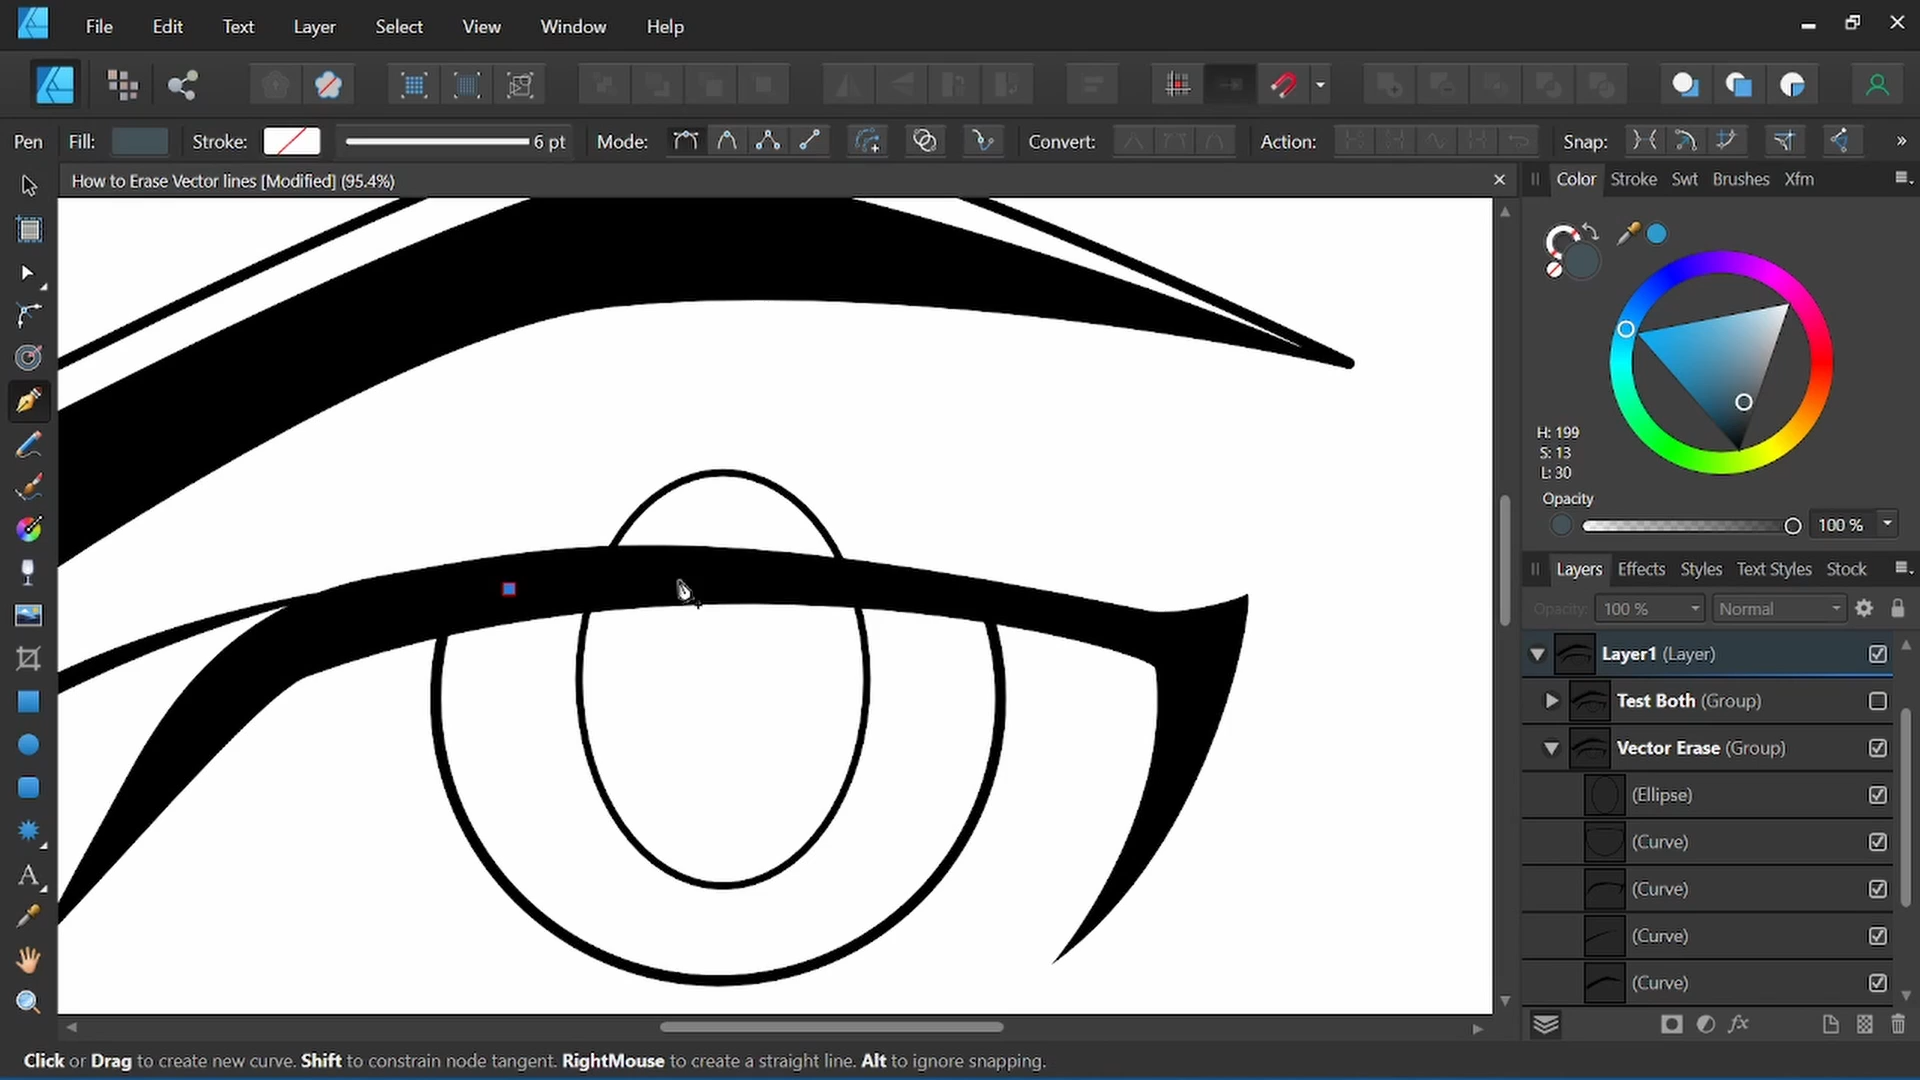 File Edit Text Layer Select View Window Help
Pen Fill: Stroke: 6 pt Mode: Convert: Action: Snap: »
How to Erase Vector lines [Modified] (95.4%)
Color Stroke Swt Brushes Xfm
H: 199
S: 13
L: 30
Opacity
100 %
Layers Effects Styles Text Styles Stock
Opacity: 100 % Normal
Layer1 (Layer)
Test Both (Group)
Vector Erase (Group)
(Ellipse)
(Curve)
(Curve)
(Curve)
(Curve)
fx
Click or Drag to create new curve. Shift to constrain node tangent. RightMouse to create a straight line. Alt to ignore snapping.